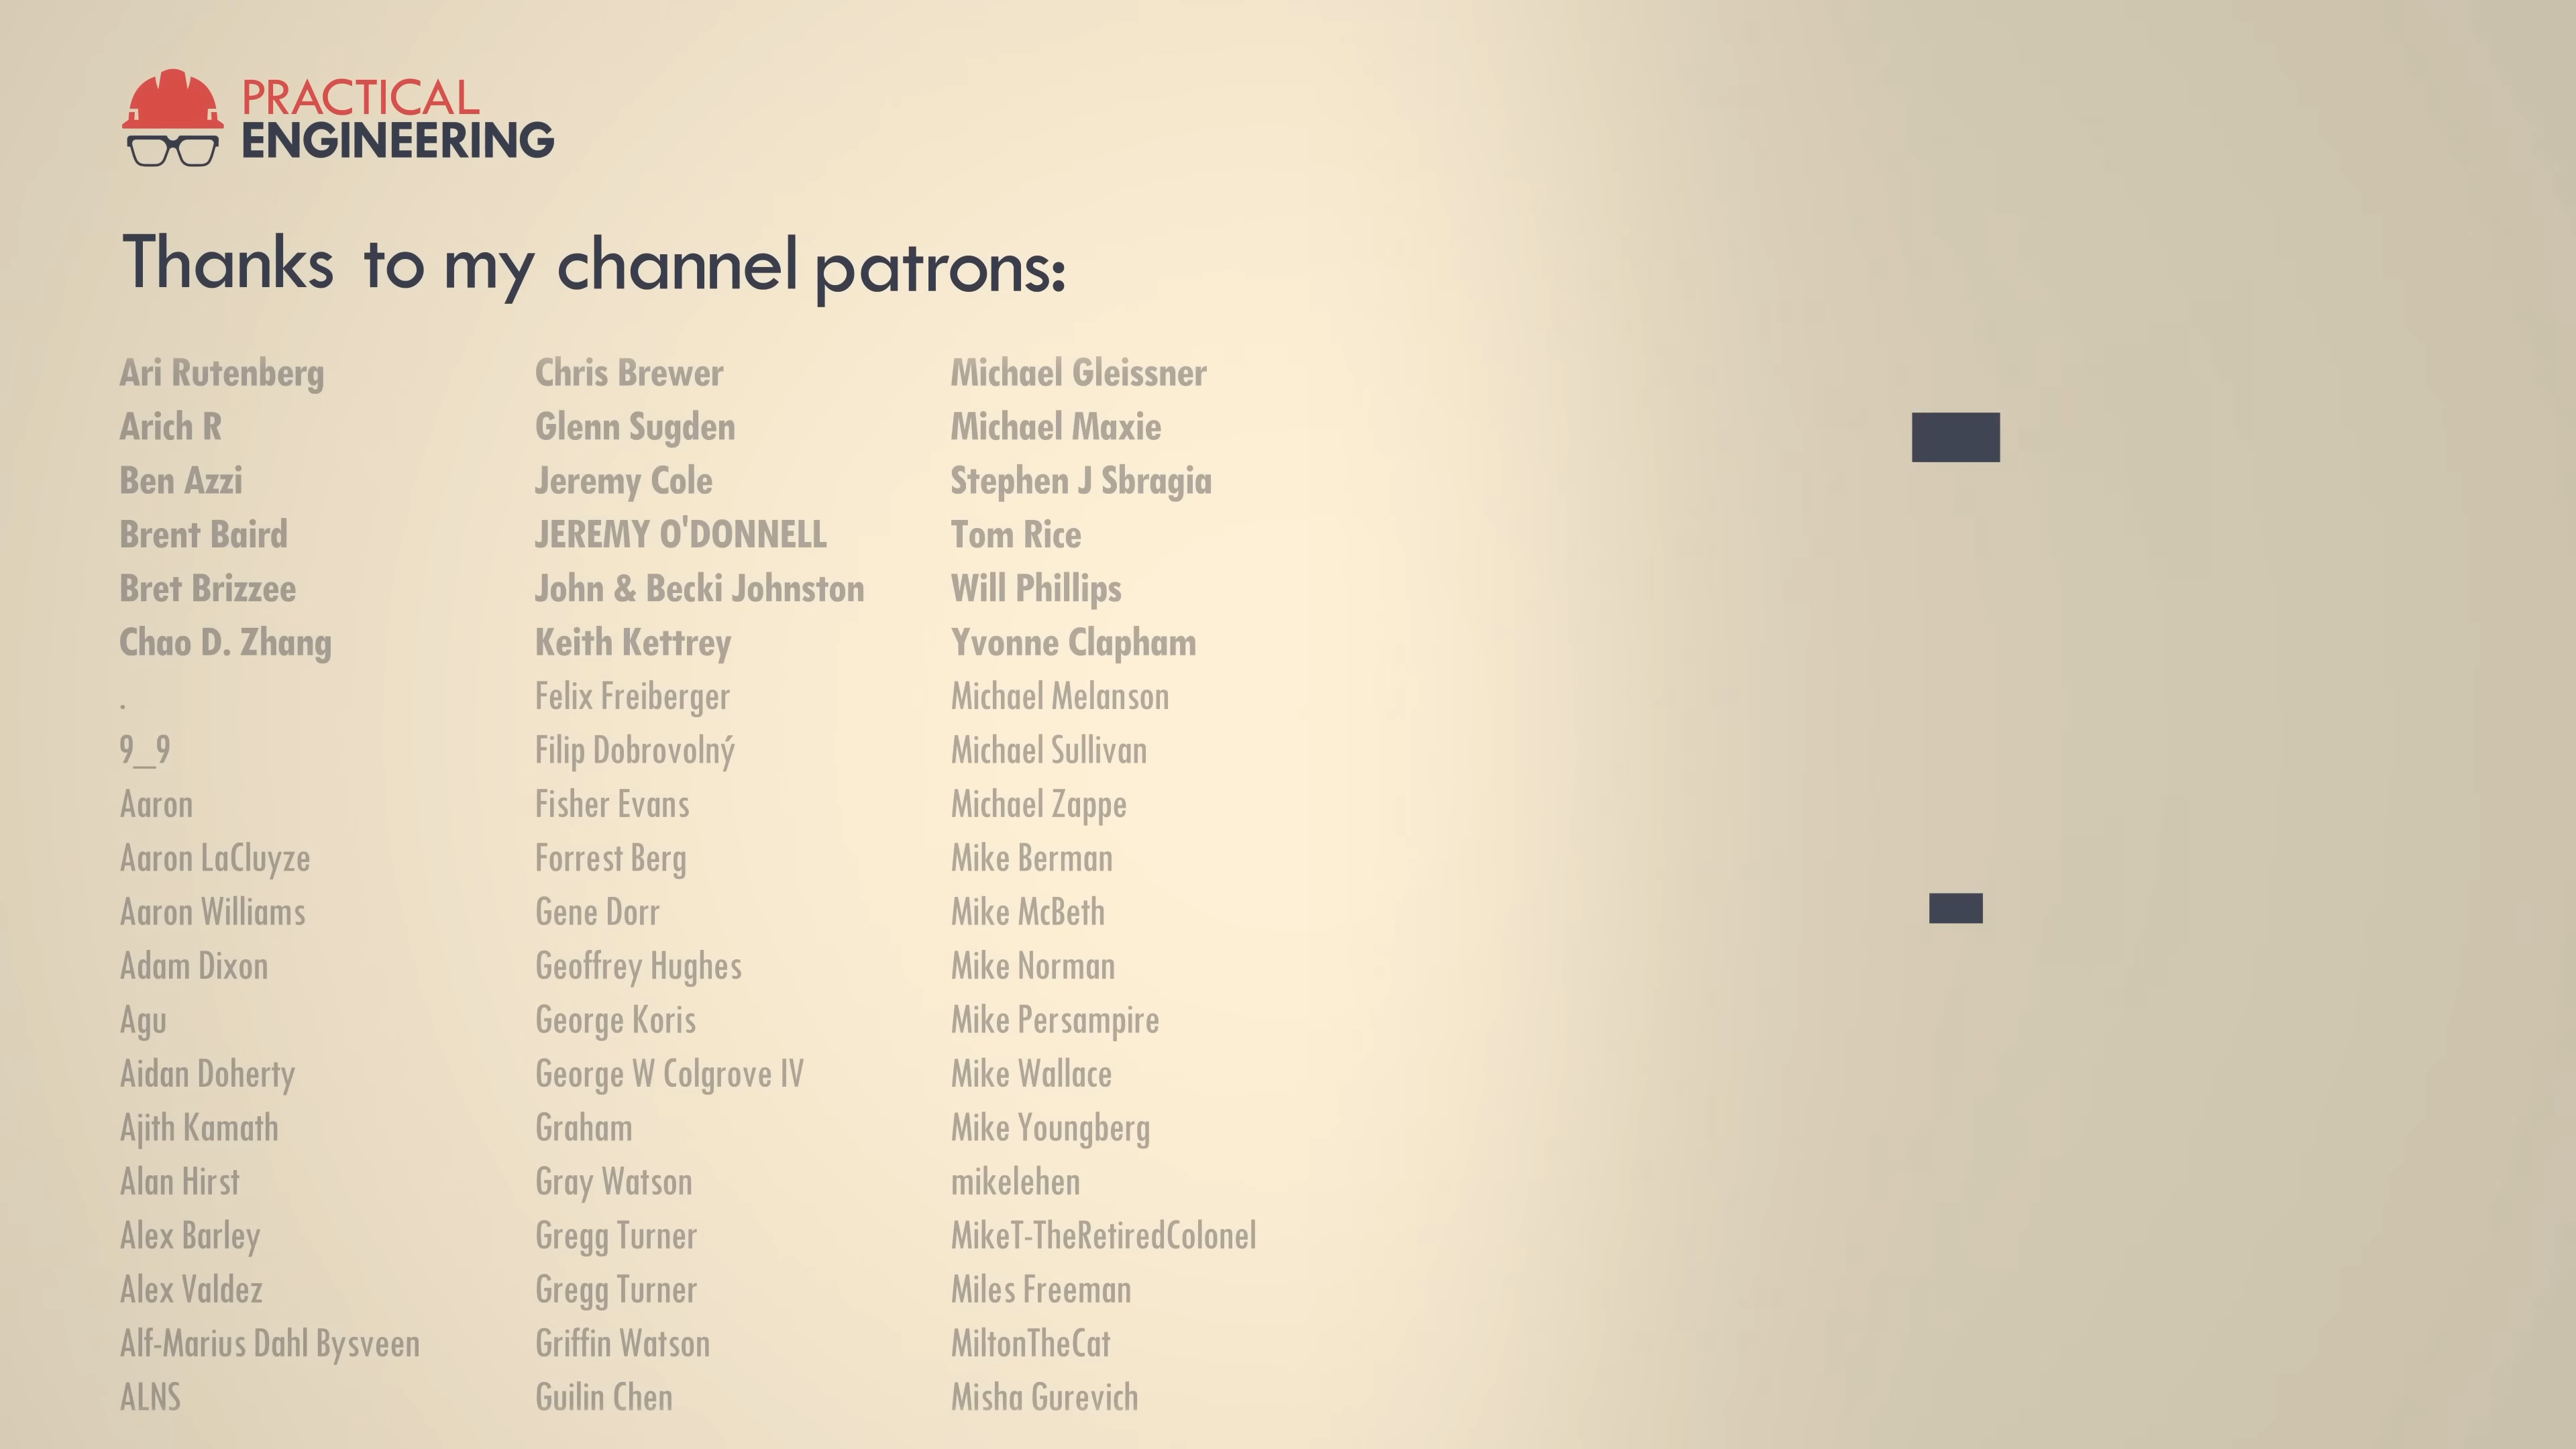 PRACTICAL
ENGINEERING
Thanks to my channel patrons:
Ari Rutenberg
Arich R
Ben Azzi
Brent Baird
Bret Brizzee
Chao D. Zhang
.
9_9
Aaron
Aaron LaCluyze
Aaron Williams
Adam Dixon
Agu
Aidan Doherty
Ajith Kamath
Alan Hirst
Alex Barley
Alex Valdez
Alf-Marius Dahl Bysveen
ALNS
Chris Brewer
Glenn Sugden
Jeremy Cole
JEREMY O'DONNELL
John & Becki Johnston
Keith Kettrey
Felix Freiberger
Filip Dobrovolný
Fisher Evans
Forrest Berg
Gene Dorr
Geoffrey Hughes
George Koris
George W Colgrove IV
Graham
Gray Watson
Gregg Turner
Gregg Turner
Griffin Watson
Guilin Chen
Michael Gleissner
Michael Maxie
Stephen J Sbragia
Tom Rice
Will Phillips
Yvonne Clapham
Michael Melanson
Michael Sullivan
Michael Zappe
Mike Berman
Mike McBeth
Mike Norman
Mike Persampire
Mike Wallace
Mike Youngberg
mikelehen
MikeT-TheRetiredColonel
Miles Freeman
MiltonTheCat
Misha Gurevich